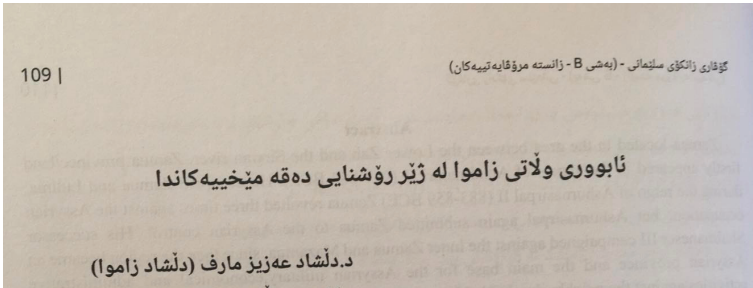 109 |
گۆڤاری زانکۆی سلێمانی - (بەشی B - زانستە مرۆڤایەتییەکان)
ئابووری وڵاتی زاموا لە ژێر رۆشنایی دەقە مێخییەکاندا
د.دڵشاد عەزیز مارف (دڵشاد زاموا)